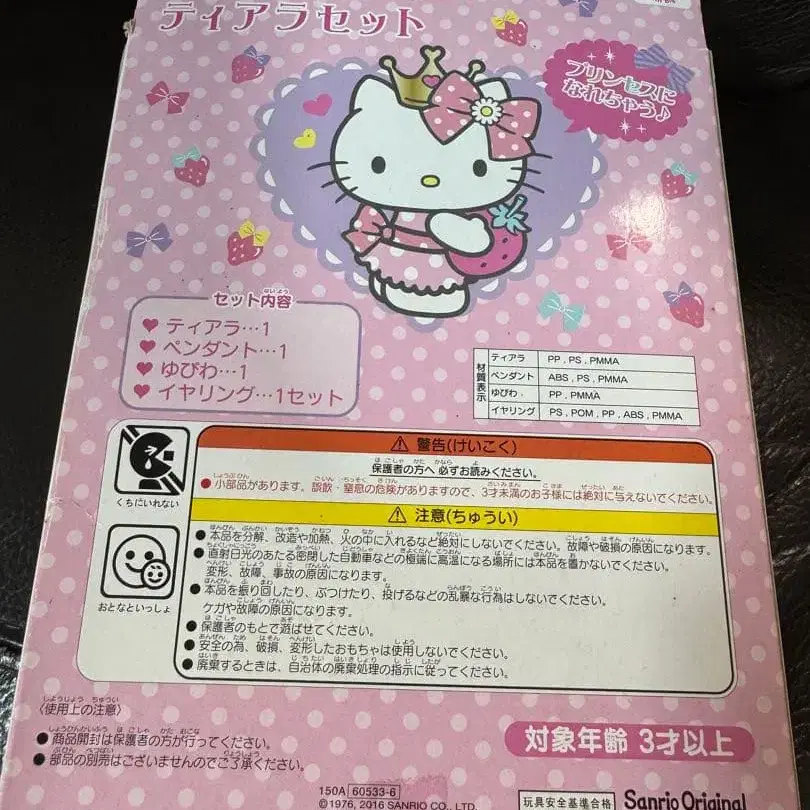 ティアラセット
プリンセスに
なれちゃう♪
セット内容
♥ ティアラ…1
♥ ペンダント…1
♥ ゆびわ…1
♥ イヤリング…1セット
材質表示
ティアラ PP . PS . PMMA
ペンダント ABS . PS . PMMA
ゆびわ PP . PMMA
イヤリング PS . POM . PP . ABS . PMMA
くちにいれない
⚠ 警告(けいこく)
保護者の方へ 必ずお読みください。
● 小部品があります。誤飲・窒息の危険がありますので、3才未満のお子様には絶対に与えないでください。
⚠ 注意(ちゅうい)
おとなといっしょ
● 本品を分解、改造や加熱、火の中に入れるなど絶対にしないでください。故障や破損の原因になります。
● 直射日光のあたる密閉した自動車などの極端に高温になる場所には本品を置かないでください。
変形、故障、事故の原因になります。
● 本品を振り回したり、ぶつけたり、投げるなどの乱暴な行為はしないでください。
ケガや故障の原因になります。
● 保護者のもとで遊ばせてください。
● 安全の為、破損、変形したおもちゃは使用しないでください。
● 廃棄するときは、自治体の廃棄処理の指示に従ってください。
〈使用上の注意〉
● 商品開封は保護者の方が行ってください。
● 部品の別売はございませんのでご了承ください。
対象年齢 3才以上
150A 60533-6
©1976, 2016 SANRIO CO., LTD.
玩具安全基準合格
Sanrio Original